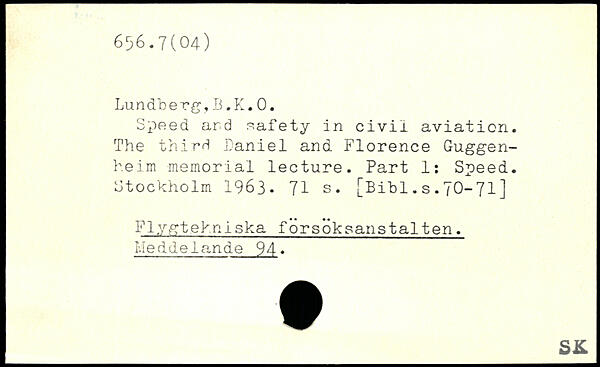 656.7(04)
Lundberg,B.K.O.
Speed and safety in civil aviation.
The third Daniel and Florence Guggen-
heim memorial lecture. Part 1: Speed.
Stockholm 1963. 71 s. [Bibl.s.70-71]
Flygtekniska försöksanstalten.
Meddelande 94.
SK